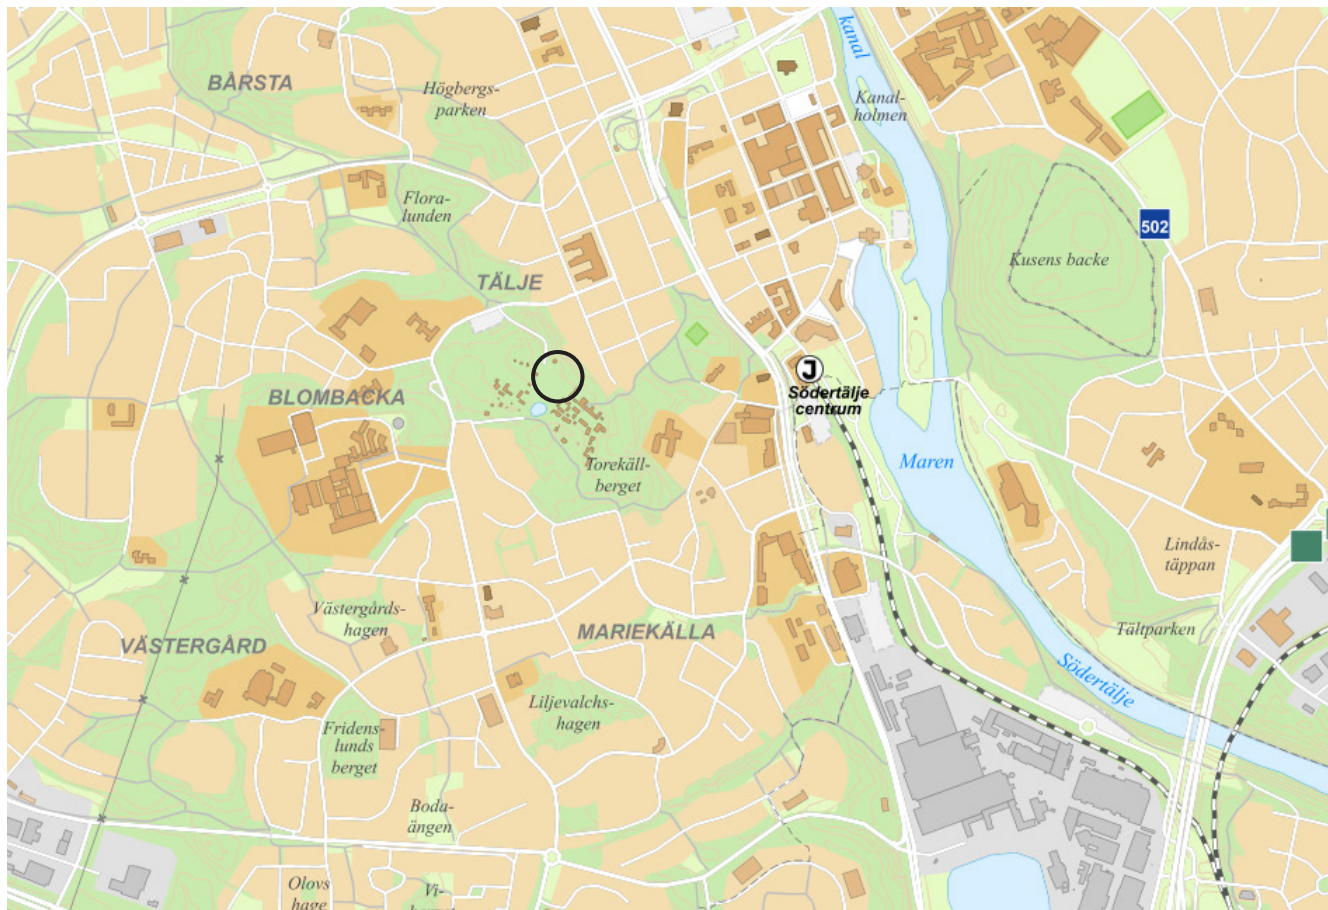 kanal
BÅRSTA
Högbergs-
parken
Kanal-
holmen
Flora-
lunden
502
Kusens backe
TÄLJE
J
Södertälje
centrum
BLOMBACKA
Maren
Torekäll-
berget
Lindås-
täppan
Västergårds-
hagen
Tältparken
MARIEKÄLLA
VÄSTERGÅRD
Södertälje
Liljevalchs-
hagen
Fridens-
lunds
berget
Boda-
ängen
Olovs
hage
Vi-